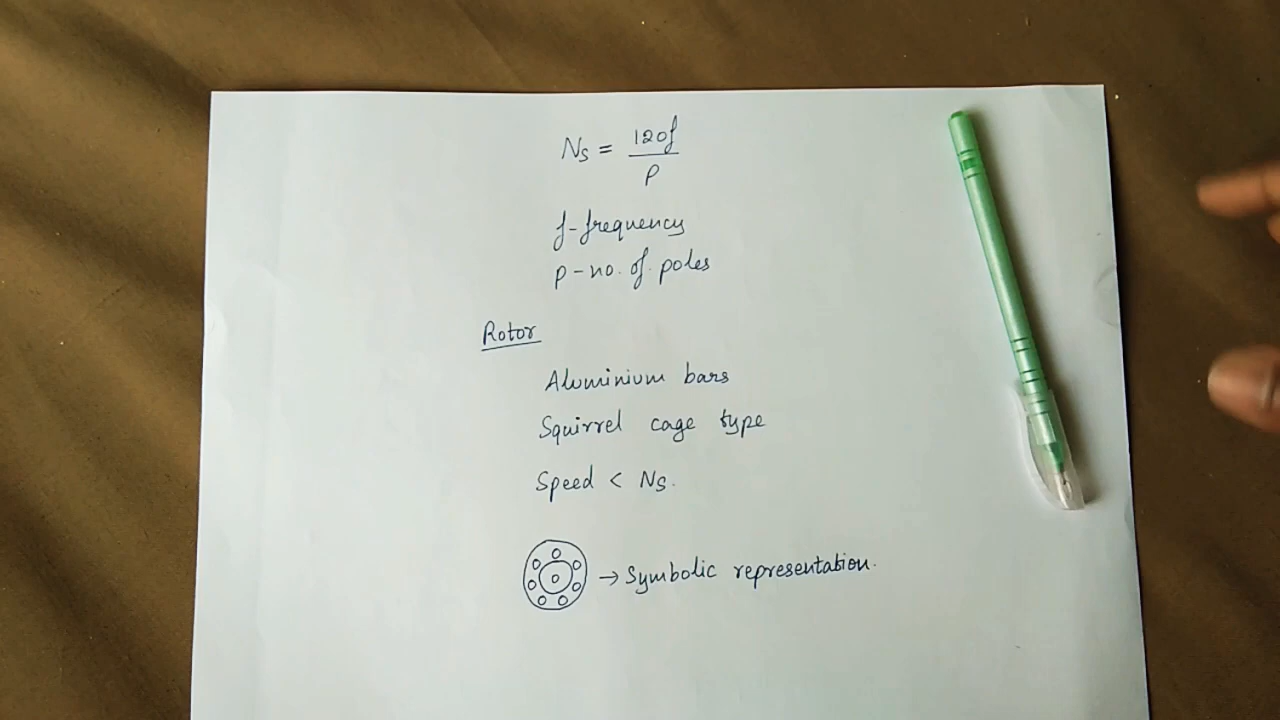 Ns = 120f
P
f-frequency
p-no. of poles
Rotor
Aluminium bars
Squirrel cage type
Speed < Ns.
→ Symbolic representation.